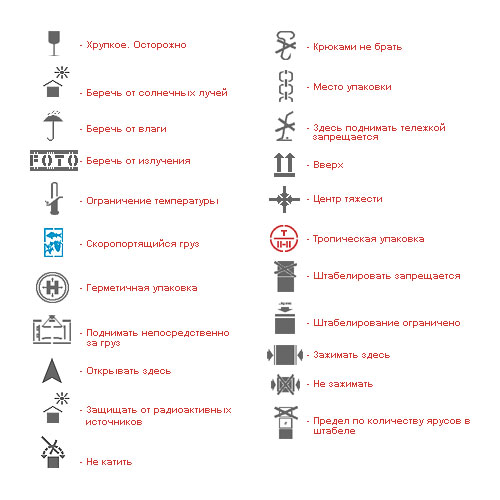 - Хрупкое. Осторожно
- Беречь от солнечных лучей
- Беречь от влаги
FOTO
- Беречь от излучения
- Ограничение температуры
- Скоропортящийся груз
Н
- Герметичная упаковка
- Поднимать непосредственно
за груз
- Открывать здесь
- Защищать от радиоактивных
источников
- Не катить
- Крюками не брать
- Место упаковки
- Здесь поднимать тележкой
запрещается
- Вверх
- Центр тяжести
T
- Тропическая упаковка
- Штабелировать запрещается
- Штабелирование ограничено
- Зажимать здесь
- Не зажимать
- Предел по количеству ярусов в
штабеле